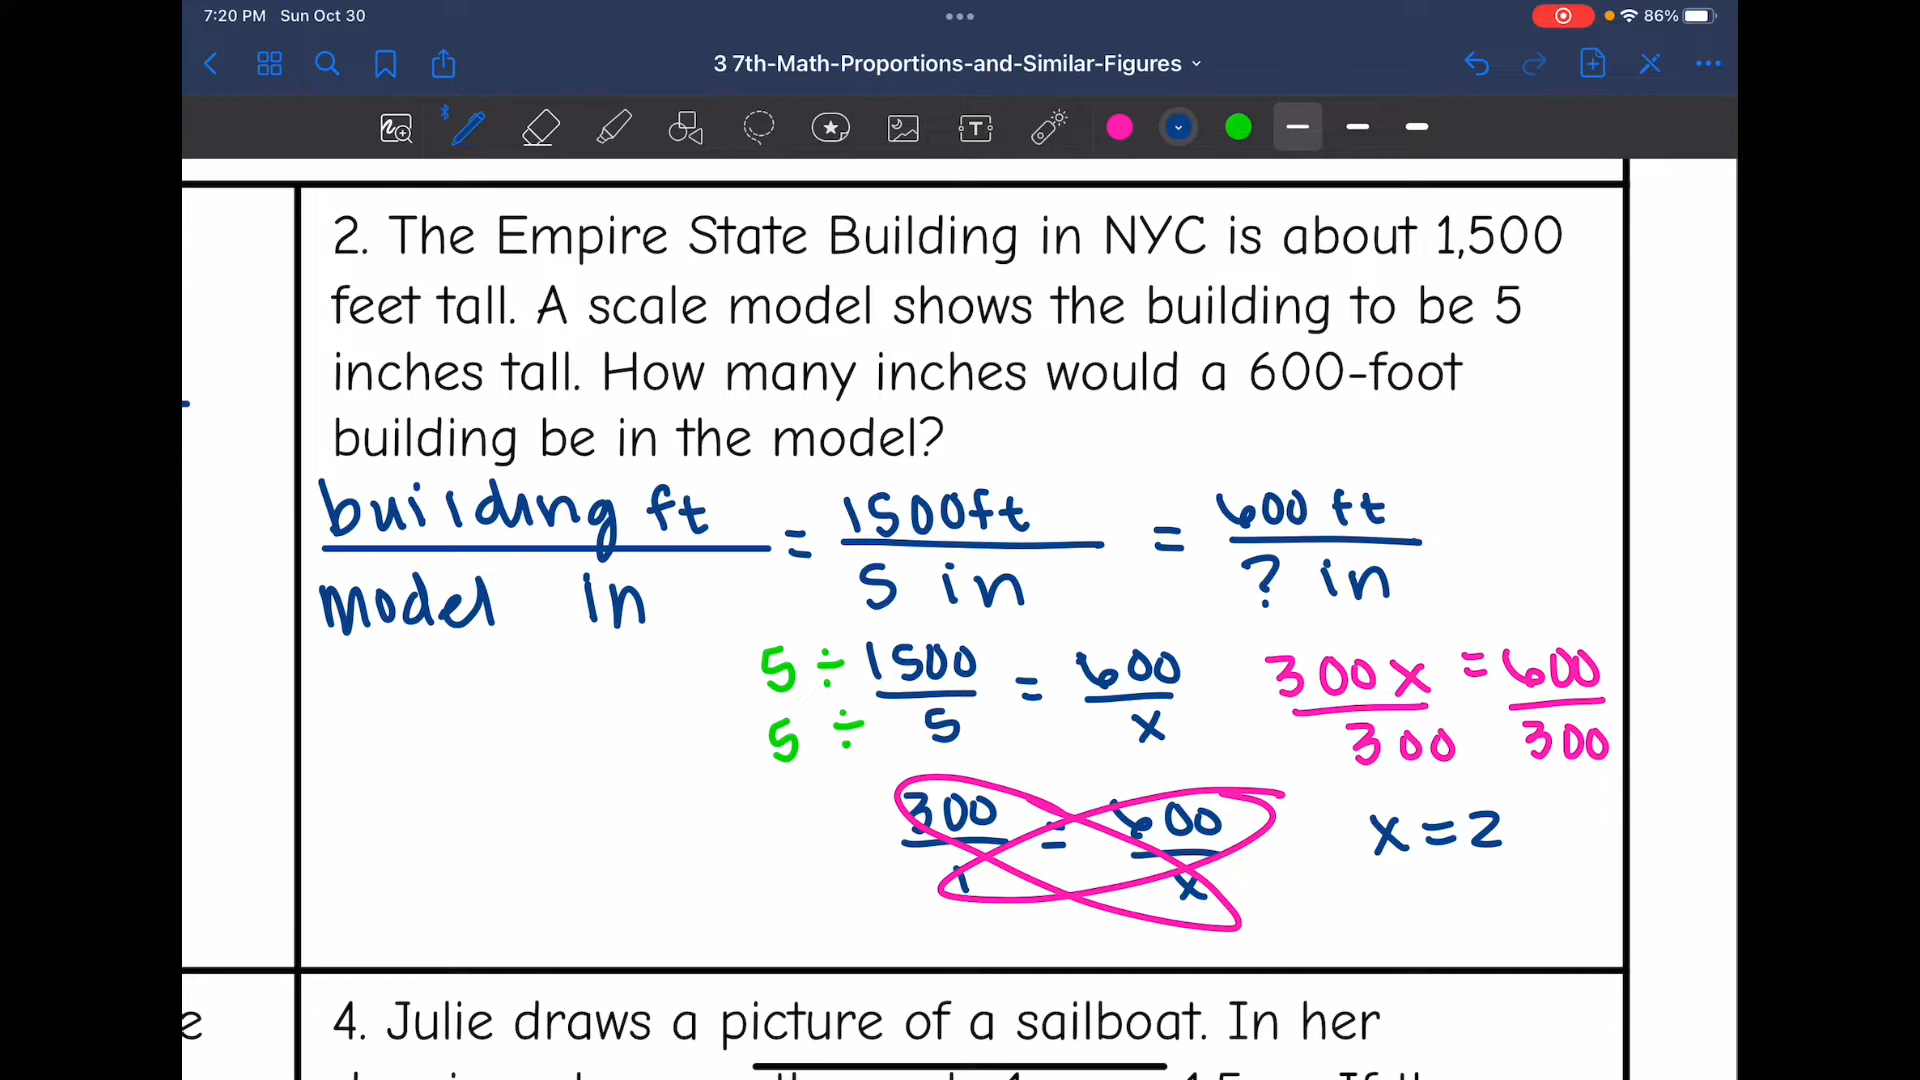 7:20 PM Sun Oct 30
86%
3 7th-Math-Proportions-and-Similar-Figures
T
2. The Empire State Building in NYC is about 1,500
feet tall. A scale model shows the building to be 5
inches tall. How many inches would a 600-foot
building be in the model?
building ft = 1500ft = 600 ft
model in 5 in ? in
5 ÷ 1500 = 600
5 ÷ 5 x
300x = 600
300 300
300 = 600
1 x
x = 2
e
4. Julie draws a picture of a sailboat. In her